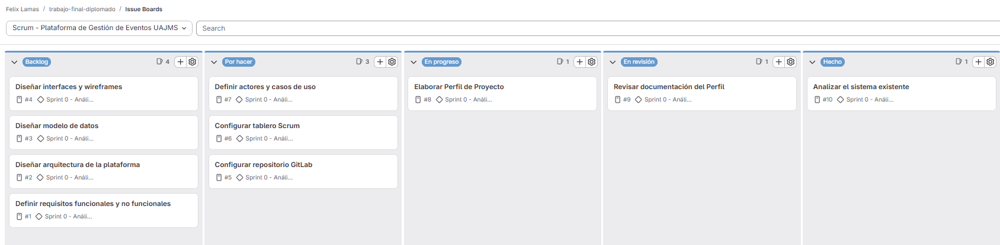 Felix Lamas / trabajo-final-diplomado / Issue Boards
Scrum - Plataforma de Gestión de Eventos UAJMS
Search
Backlog 4
Diseñar interfaces y wireframes
#4 Sprint 0 - Análi...
Diseñar modelo de datos
#3 Sprint 0 - Análi...
Diseñar arquitectura de la plataforma
#2 Sprint 0 - Análi...
Definir requisitos funcionales y no funcionales
#1 Sprint 0 - Análi...
Por hacer 3
Definir actores y casos de uso
#7 Sprint 0 - Análi...
Configurar tablero Scrum
#6 Sprint 0 - Análi...
Configurar repositorio GitLab
#5 Sprint 0 - Análi...
En progreso 1
Elaborar Perfil de Proyecto
#8 Sprint 0 - Análi...
En revisión 1
Revisar documentación del Perfil
#9 Sprint 0 - Análi...
Hecho 1
Analizar el sistema existente
#10 Sprint 0 - Análi...